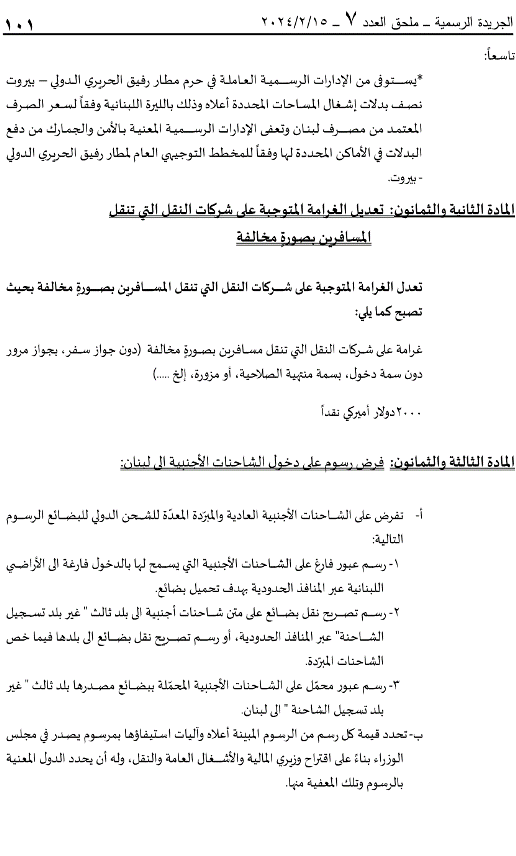 الجريدة الرسمية – ملحق العدد ٧ – ٢٠٢٤/٢/١٥ ١٠١
تاسعاً:
*يستوفى من الإدارات الرسمية العاملة في حرم مطار رفيق الحريري الدولي – بيروت
نصف بدلات إشغال المساحات المحددة أعلاه وذلك بالليرة اللبنانية وفقاً لسعر الصرف
المعتمد من مصرف لبنان وتعفى الإدارات الرسمية المعنية بالأمن والجمارك من دفع
البدلات في الأماكن المحددة لها وفقاً للمخطط التوجيهي العام لمطار رفيق الحريري الدولي
- بيروت.
المادة الثانية والثمانون: تعديل الغرامة المتوجبة على شركات النقل التي تنقل
المسافرين بصورةٍ مخالفة
تعدل الغرامة المتوجبة على شركات النقل التي تنقل المسافرين بصورةٍ مخالفة بحيث
تصبح كما يلي:
غرامة على شركات النقل التي تنقل مسافرين بصورةٍ مخالفة (دون جواز سفر، بجواز مرور
دون سمة دخول، بسمة منتهية الصلاحية، أو مزورة، إلخ .....)
٢٠٠٠دولار أميركي نقداً
المادة الثالثة والثمانون: فرض رسوم على دخول الشاحنات الأجنبية الى لبنان:
أ- تفرض على الشاحنات الأجنبية العادية والمبرّدة المعدّة للشحن الدولي للبضائع الرسوم
التالية:
١- رسم عبور فارغ على الشاحنات الأجنبية التي يسمح لها بالدخول فارغة الى الأراضي
اللبنانية عبر المنافذ الحدودية بهدف تحميل بضائع.
٢- رسم تصريح نقل بضائع على متن شاحنات أجنبية الى بلد ثالث " غير بلد تسجيل
الشاحنة" عبر المنافذ الحدودية، أو رسم تصريح نقل بضائع الى بلدها فيما خص
الشاحنات المبرّدة.
٣- رسم عبور محمّل على الشاحنات الأجنبية المحمّلة ببضائع مصدرها بلد ثالث " غير
بلد تسجيل الشاحنة " الى لبنان.
ب- تحدد قيمة كل رسم من الرسوم المبينة أعلاه وآليات استيفاؤها بمرسوم يصدر في مجلس
الوزراء بناءً على اقتراح وزيري المالية والأشغال العامة والنقل، وله أن يحدد الدول المعنية
بالرسوم وتلك المعفية منها.